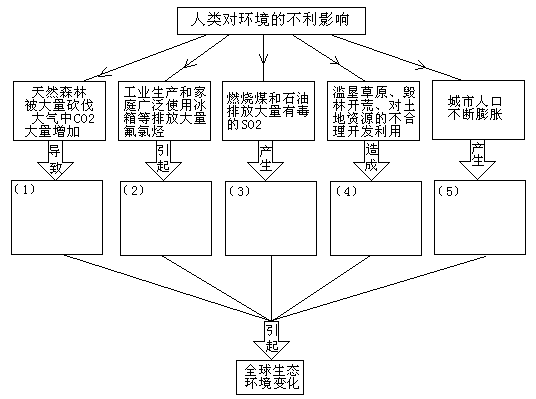 人类对环境的不利影响
天然森林
被大量砍伐
大气中CO2
大量增加
工业生产和家
庭广泛使用冰
箱等排放大量
氟氯烃
燃烧煤和石油
排放大量有毒
的SO2
滥垦草原、毁
林开荒、对土
地资源的不合
理开发利用
城市人口
不断膨胀
导致
引起
产生
造成
产生
(1)
(2)
(3)
(4)
(5)
引起
全球生态
环境变化